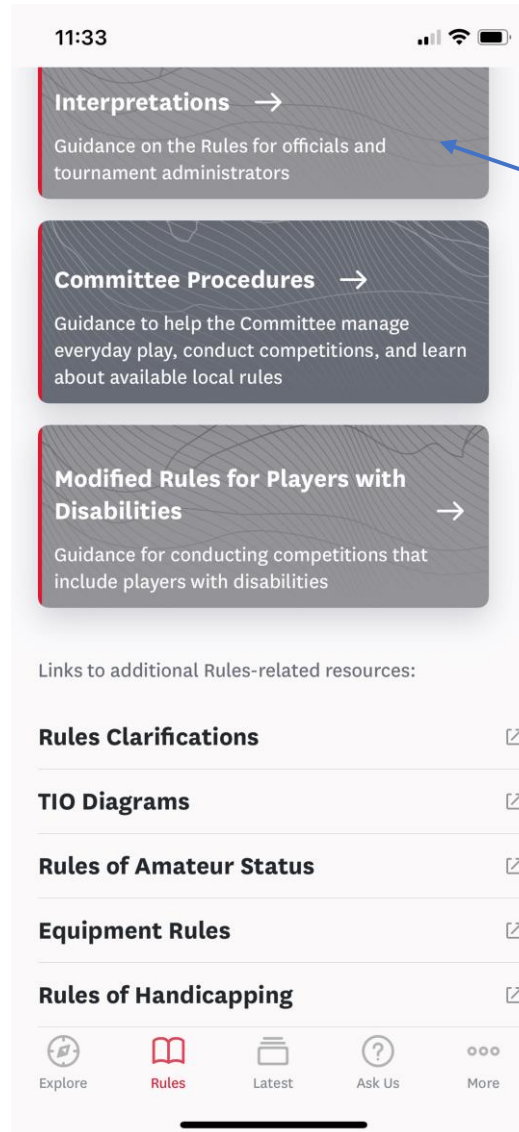 11:33
Interpretations →
Guidance on the Rules for officials and
tournament administrators
Committee Procedures →
Guidance to help the Committee manage
everyday play, conduct competitions, and learn
about available local rules
Modified Rules for Players with
Disabilities →
Guidance for conducting competitions that
include players with disabilities
Links to additional Rules-related resources:
Rules Clarifications
TIO Diagrams
Rules of Amateur Status
Equipment Rules
Rules of Handicapping
Explore Rules Latest Ask Us More